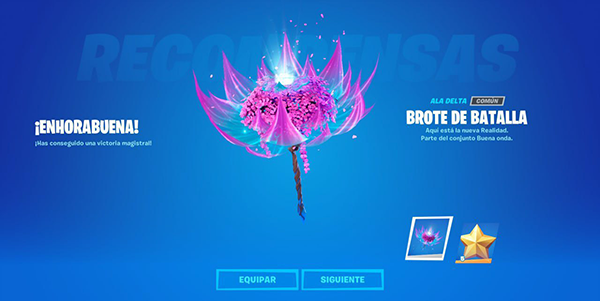 RECOMPENSAS
¡ENHORABUENA!
¡Has conseguido una victoria magistral!
ALA DELTA COMÚN
BROTE DE BATALLA
Aquí está la nueva Realidad.
Parte del conjunto Buena onda.
EQUIPAR
SIGUIENTE